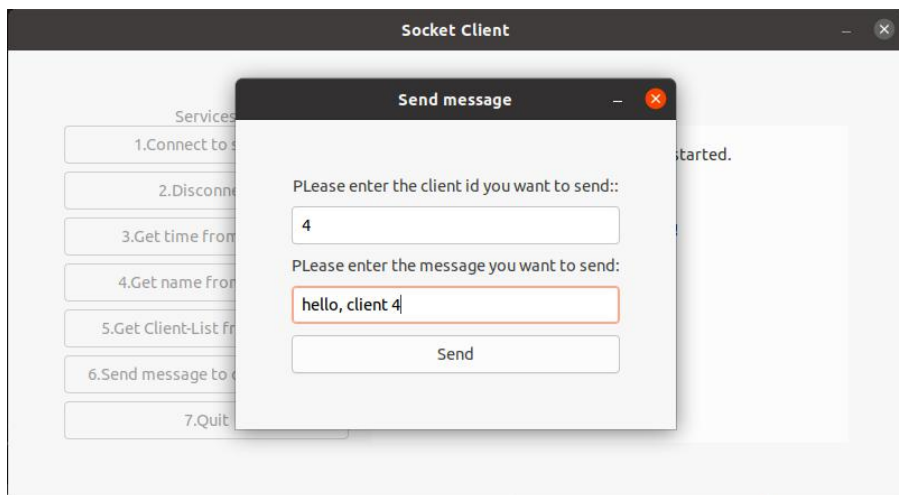 Socket Client
Send message
Services
1.Connect to s
started.
2.Disconne
PLease enter the client id you want to send::
4
3.Get time from
!
PLease enter the message you want to send:
4.Get name from
hello, client 4
5.Get Client-List fr
Send
6.Send message to
7.Quit